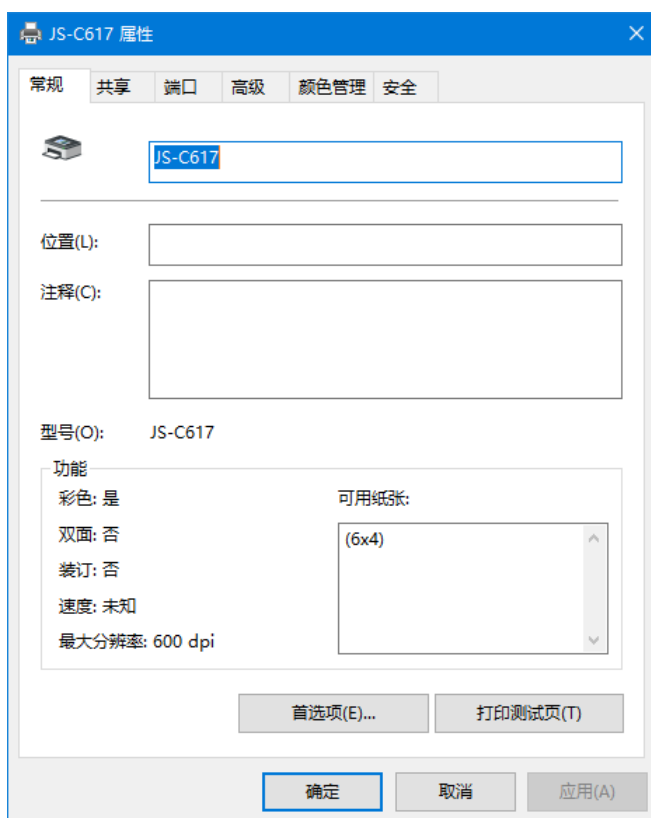 JS-C617 属性
常规 共享 端口 高级 颜色管理 安全
JS-C617
位置(L):
注释(C):
型号(O): JS-C617
功能
彩色: 是 可用纸张:
双面: 否 (6x4)
装订: 否
速度: 未知
最大分辨率: 600 dpi
首选项(E)... 打印测试页(T)
确定 取消 应用(A)